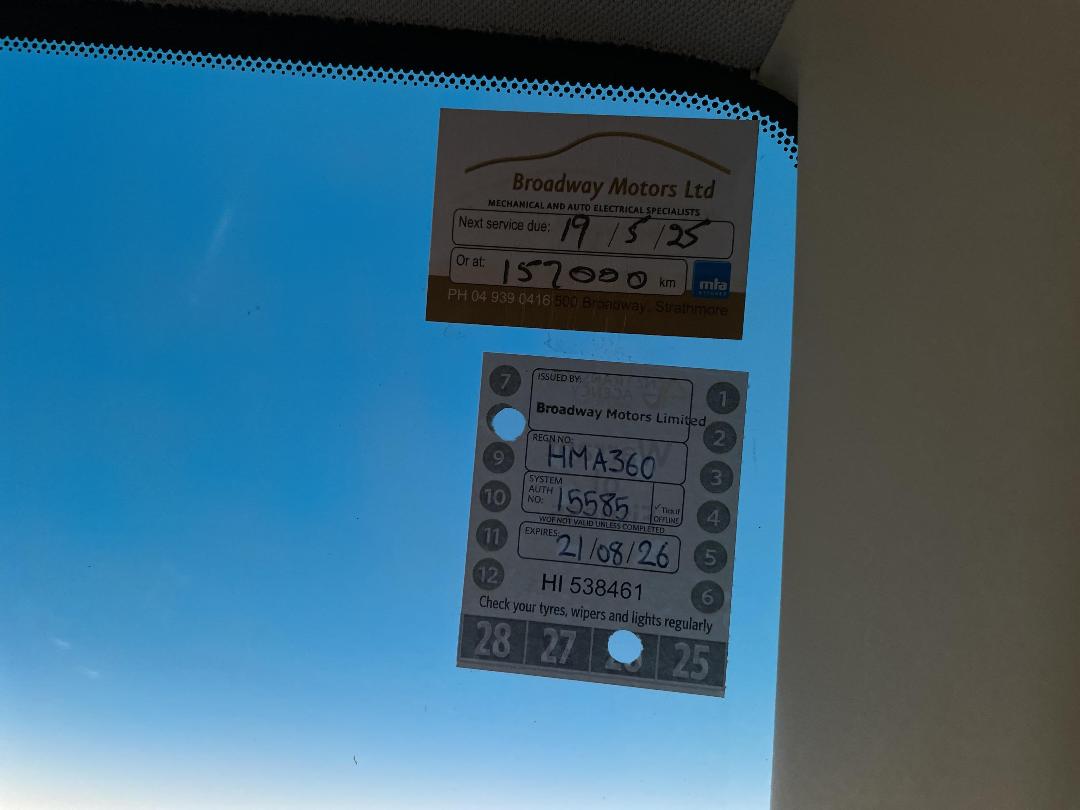 Broadway Motors Ltd
MECHANICAL AND AUTO ELECTRICAL SPECIALISTS
Next service due: 19 / 5 / 25
Or at: 157000 km
mta
PH 04 939 0416 500 Broadway, Strathmore
7
ISSUED BY:
1
Broadway Motors Limited
2
REGN NO:
HMA360
9
3
SYSTEM
AUTH
NO: 15585
10
Tick if
OFFLINE
4
WOF NOT VALID UNLESS COMPLETED
11
EXPIRES: 21/08/26
5
12
HI 538461
6
Check your tyres, wipers and lights regularly
28 27 25